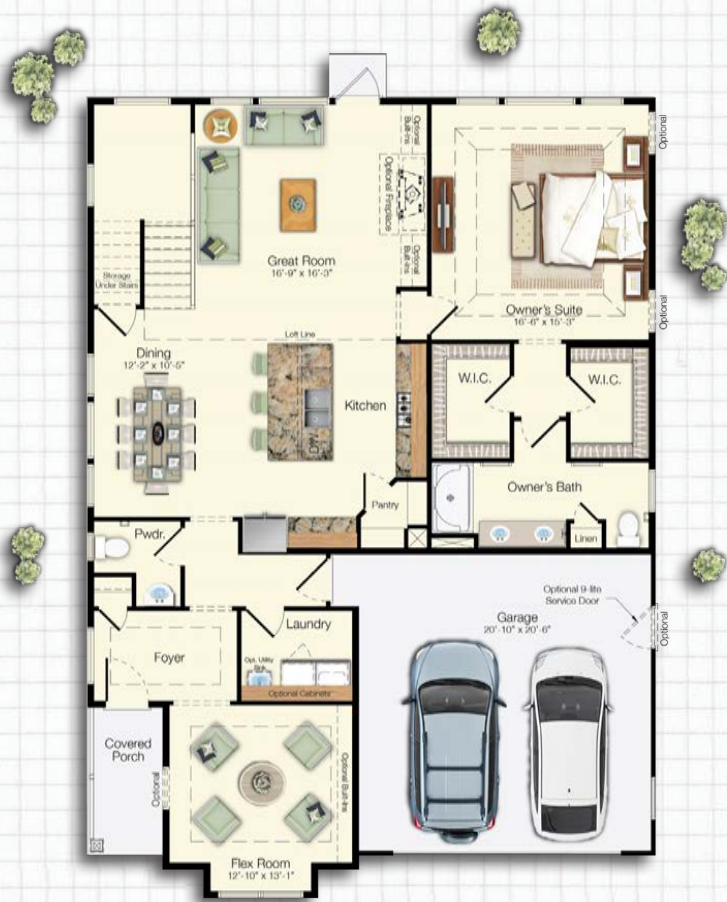 Optional
Built-Ins
Optional Fireplace
Optional
Built-Ins
Optional
Great Room
16'-9" x 16'-3"
Storage
Under Stairs
Owner's Suite
16'-6" x 15'-3"
Optional
Loft Line
Dining
12'-2" x 10'-5"
W.I.C.
W.I.C.
Kitchen
Owner's Bath
Pantry
Linen
Pwdr.
Optional 9-lite
Service Door
Optional
Garage
20'-10" x 20'-6"
Laundry
Foyer
Opt. Utility
Sink
Optional Cabinets
Covered
Porch
Optional
Optional Built-Ins
Flex Room
12'-10" x 13'-1"